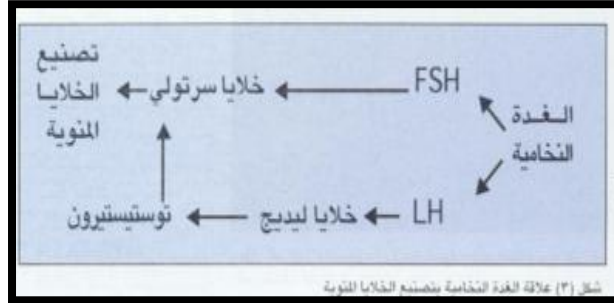 الغدة
النخامية
FSH
خلايا سرتولي
تصنيع
الخلايا
المنوية
LH
خلايا ليديج
توستيستيرون
شكل (٣) علاقة الغدة النخامية بتصنيع الخلايا المنوية